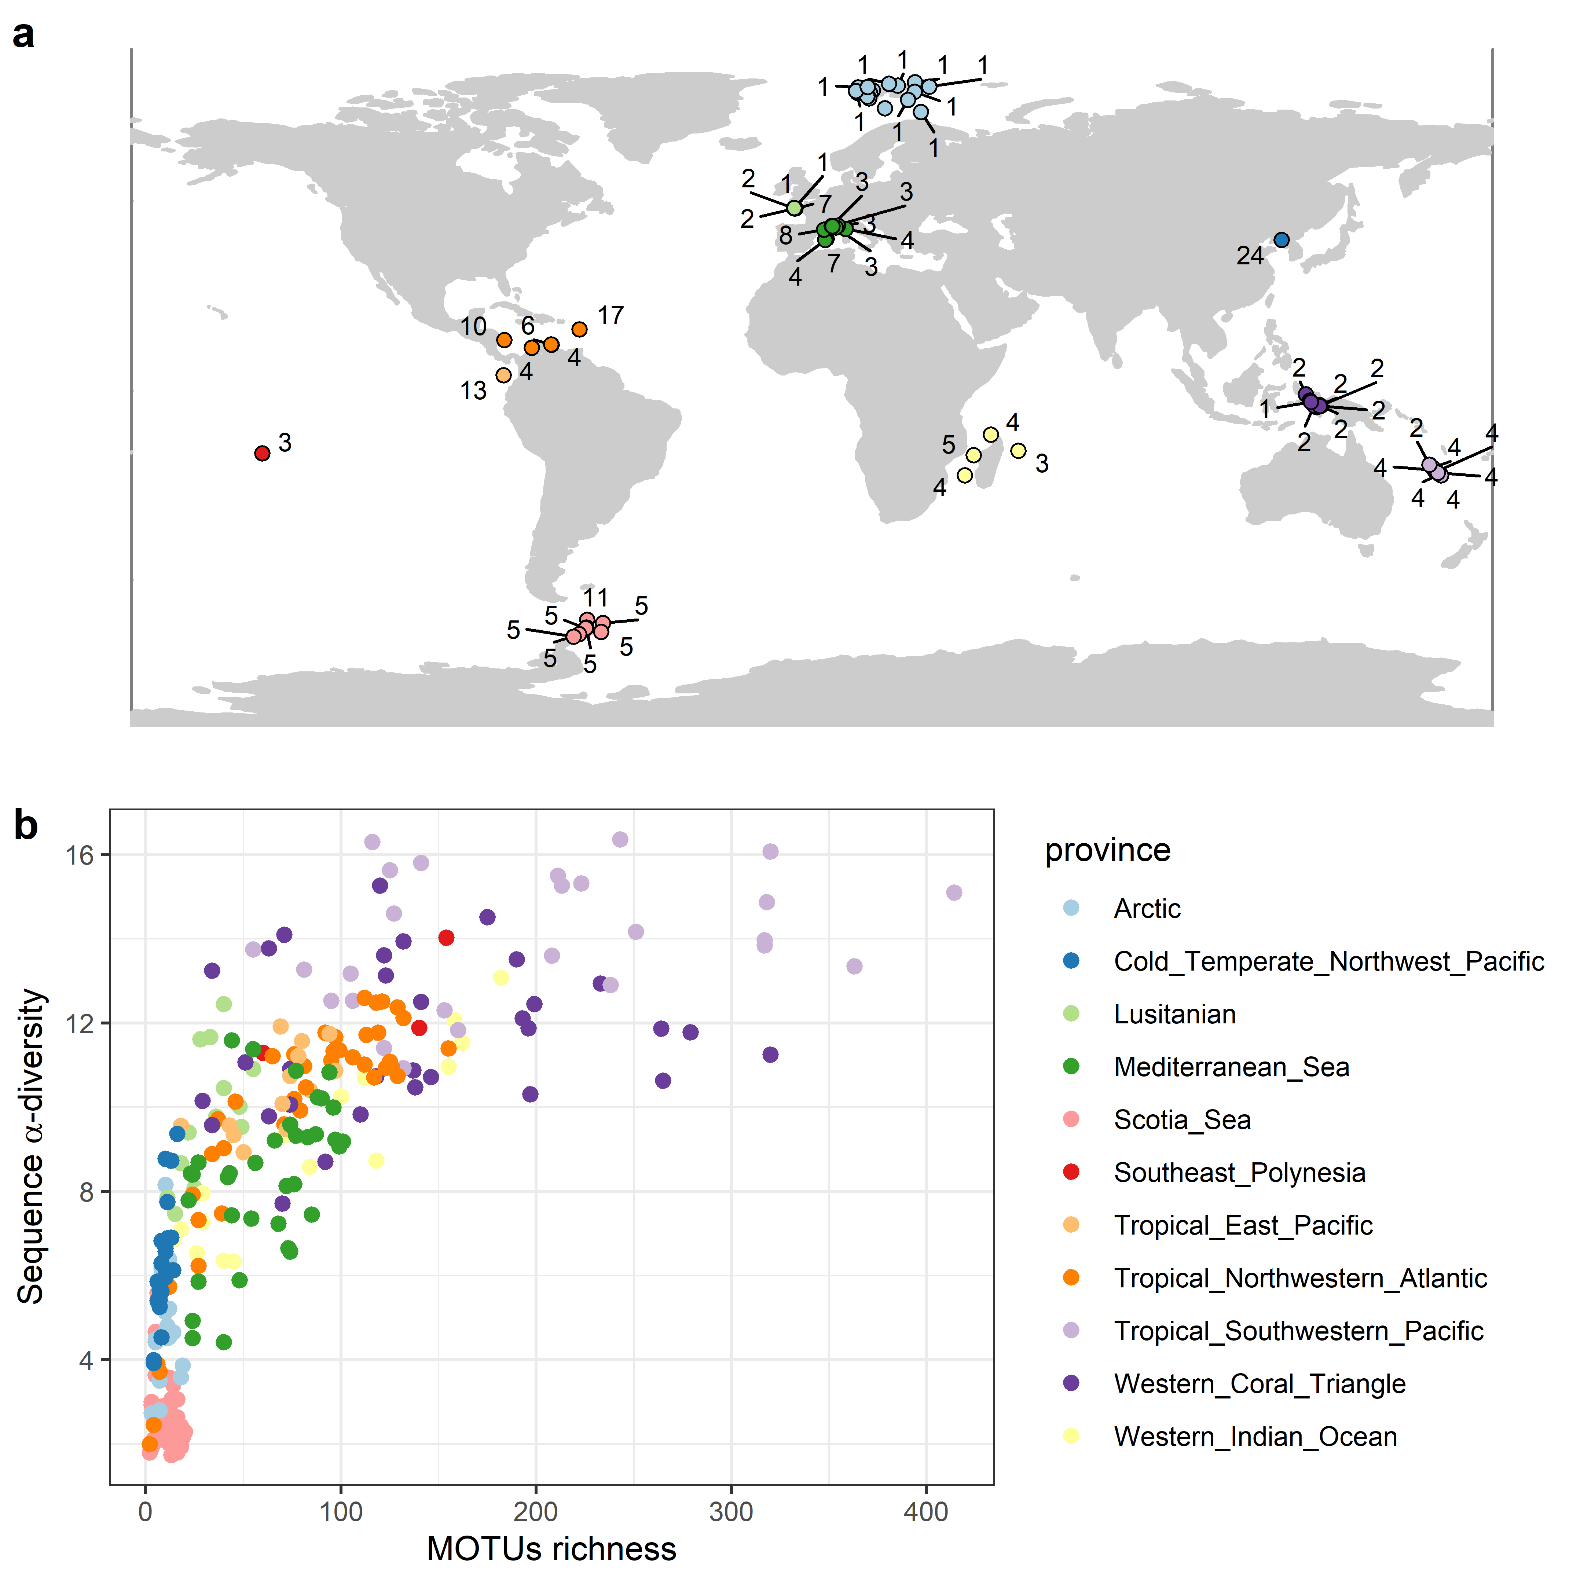 a
1 1 1 1
1
1
1
1
1
1
2 1 3 3
2 7
3
8 4
4 7 3
24
10 6 17
4
4
13
2 2
2
1 2
2 2
3
4
5
3
4
2 4 4
4
4
4 4
11
5 5
5
5 5 5
b
16
12
8
4
Sequence α-diversity
0 100 200 300 400
MOTUs richness
province
Arctic
Cold_Temperate_Northwest_Pacific
Lusitanian
Mediterranean_Sea
Scotia_Sea
Southeast_Polynesia
Tropical_East_Pacific
Tropical_Northwestern_Atlantic
Tropical_Southwestern_Pacific
Western_Coral_Triangle
Western_Indian_Ocean